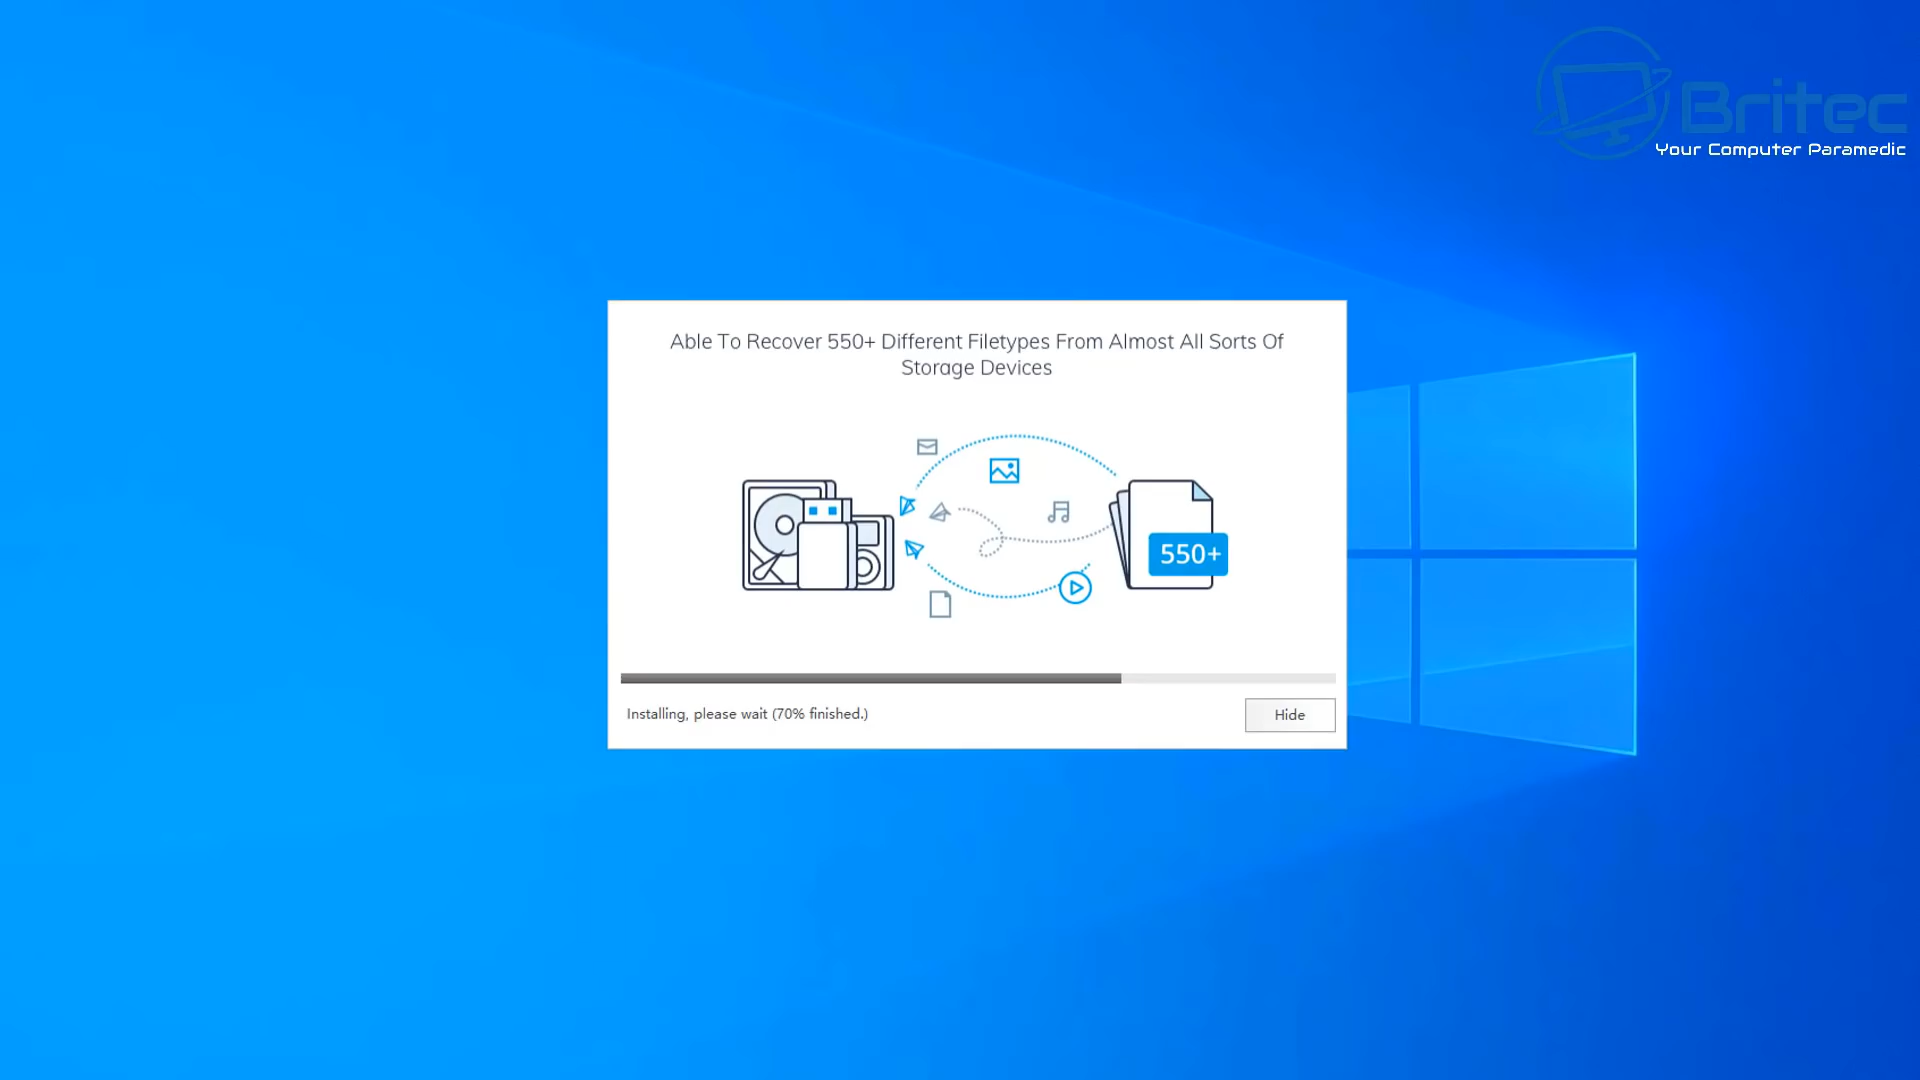 Britec
Your Computer Paramedic
Able To Recover 550+ Different Filetypes From Almost All Sorts Of
Storage Devices
550+
Installing, please wait (70% finished.)
Hide